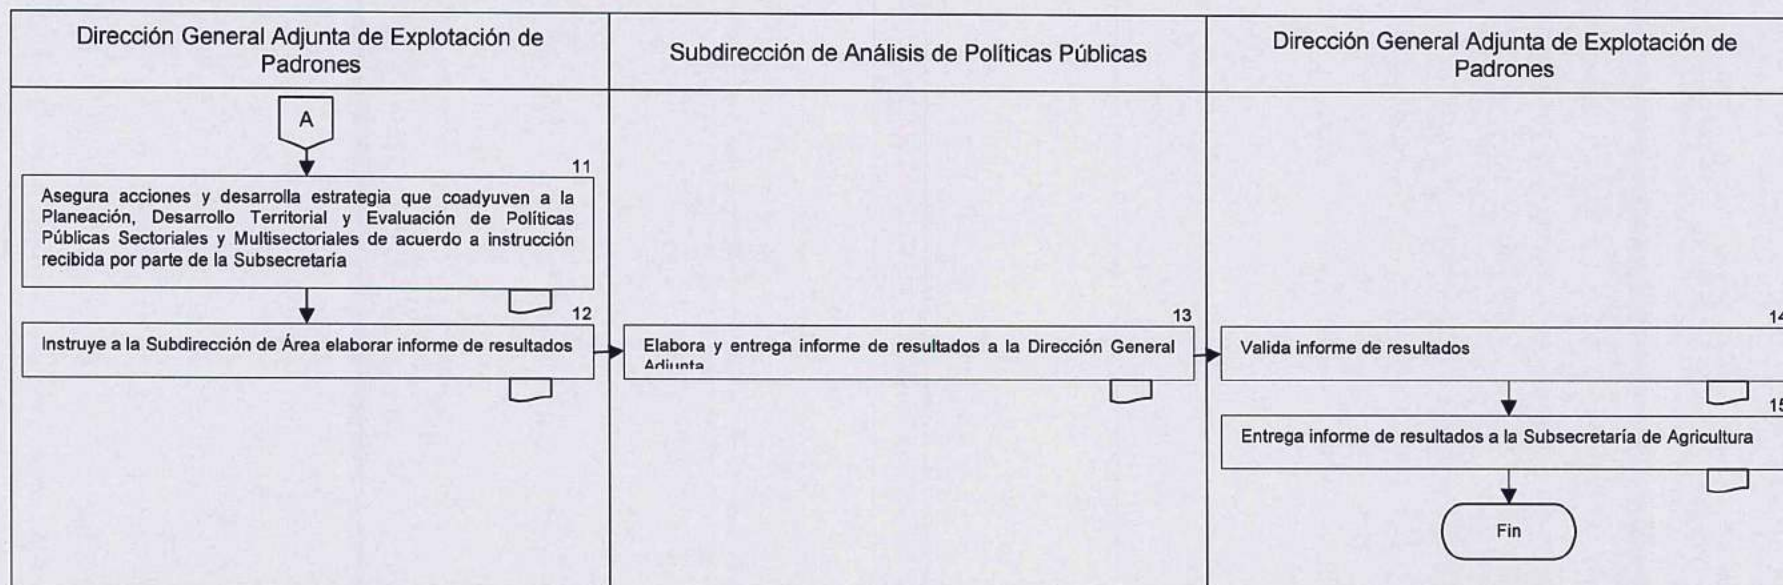 Dirección General Adjunta de Explotación de
Padrones
Subdirección de Análisis de Políticas Públicas
Dirección General Adjunta de Explotación de
Padrones
A
11
Asegura acciones y desarrolla estrategia que coadyuven a la
Planeación, Desarrollo Territorial y Evaluación de Políticas
Públicas Sectoriales y Multisectoriales de acuerdo a instrucción
recibida por parte de la Subsecretaría
12
Instruye a la Subdirección de Área elaborar informe de resultados
13
Elabora y entrega informe de resultados a la Dirección General
Adjunta
14
Valida informe de resultados
15
Entrega informe de resultados a la Subsecretaría de Agricultura
Fin